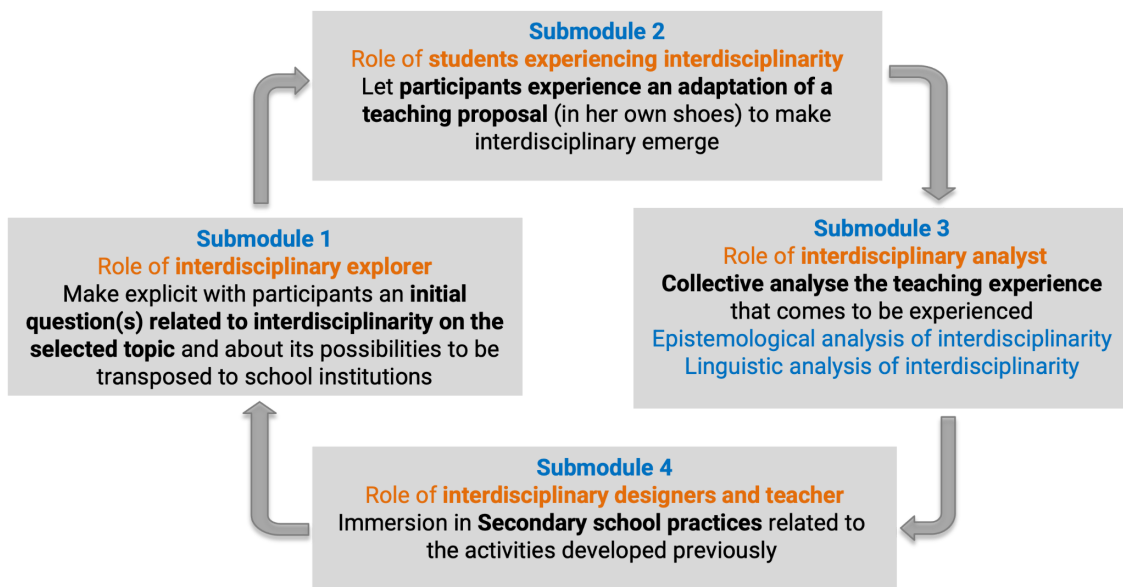 Submodule 2
Role of students experiencing interdisciplinarity
Let participants experience an adaptation of a
teaching proposal (in her own shoes) to make
interdisciplinary emerge
Submodule 1
Role of interdisciplinary explorer
Make explicit with participants an initial
question(s) related to interdisciplinarity on the
selected topic and about its possibilities to be
transposed to school institutions
Submodule 3
Role of interdisciplinary analyst
Collective analyse the teaching experience
that comes to be experienced
Epistemological analysis of interdisciplinarity
Linguistic analysis of interdisciplinarity
Submodule 4
Role of interdisciplinary designers and teacher
Immersion in Secondary school practices related to
the activities developed previously